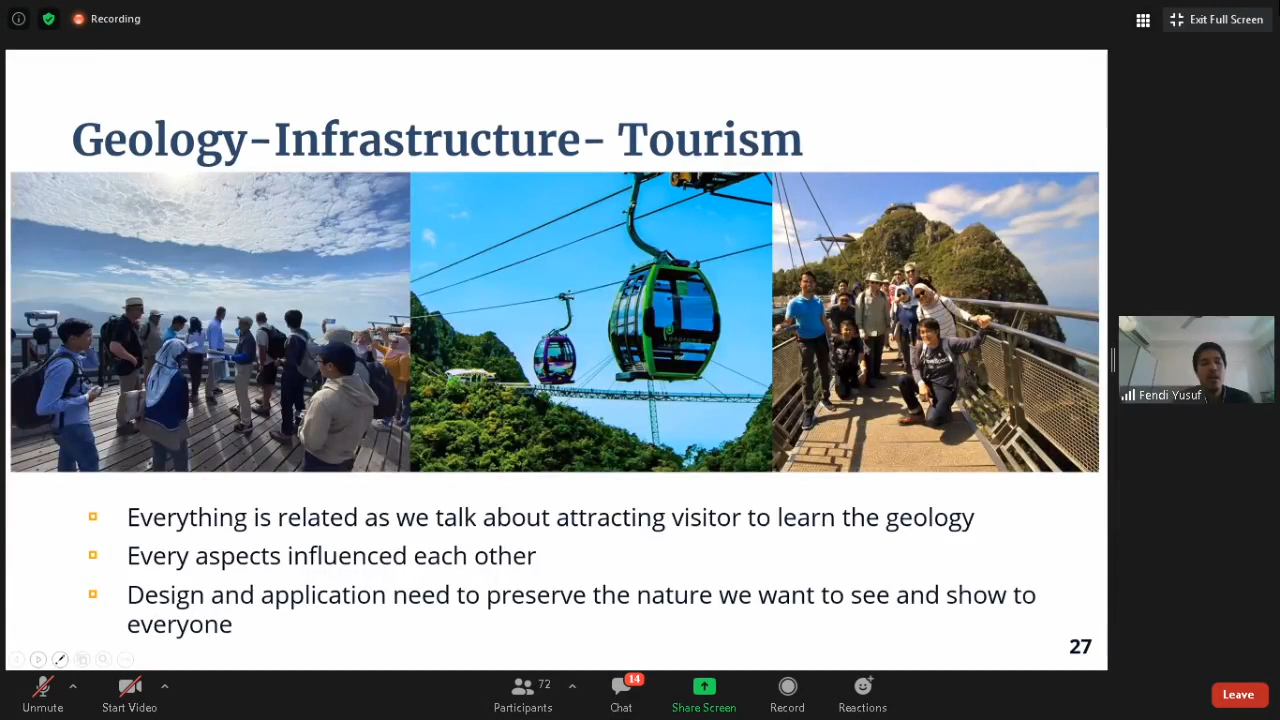 Recording
Exit Full Screen
Geology-Infrastructure- Tourism
Everything is related as we talk about attracting visitor to learn the geology
Every aspects influenced each other
Design and application need to preserve the nature we want to see and show to
everyone
27
Fendi Yusuf
Unmute
Start Video
72
Participants
14
Chat
Share Screen
Record
Reactions
Leave